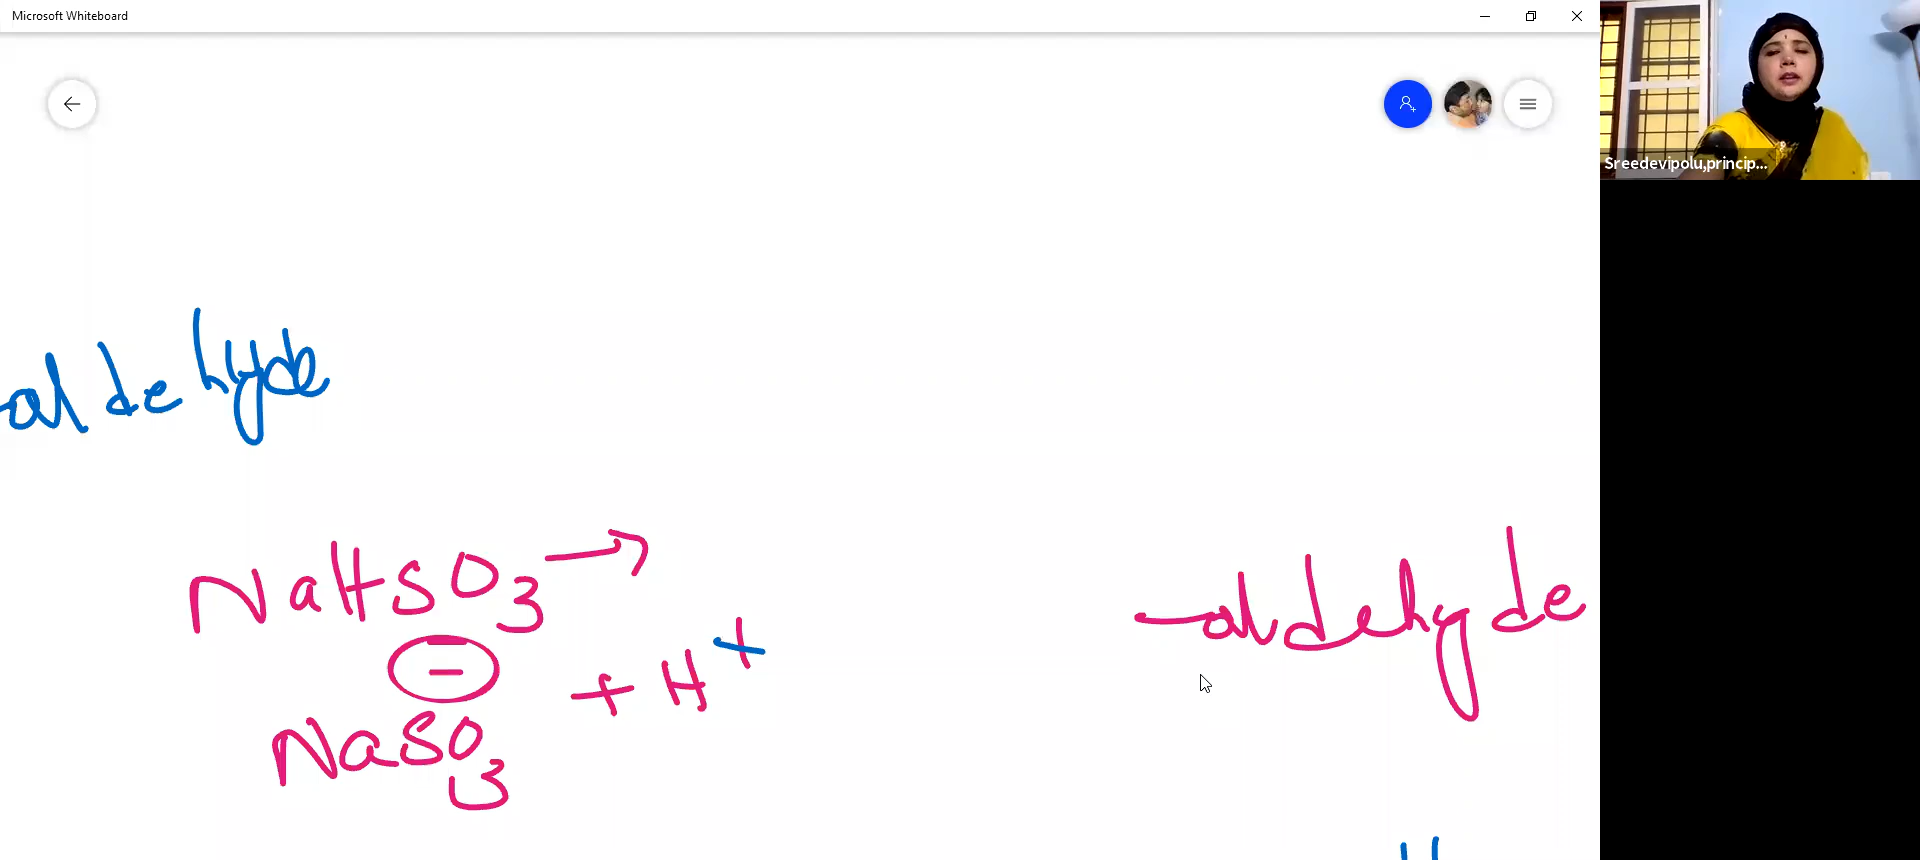 Microsoft Whiteboard
Sreedevipolu,princip...
aldehyde
NaHSO3 →
-aldehyde
− + H+
NaSO3